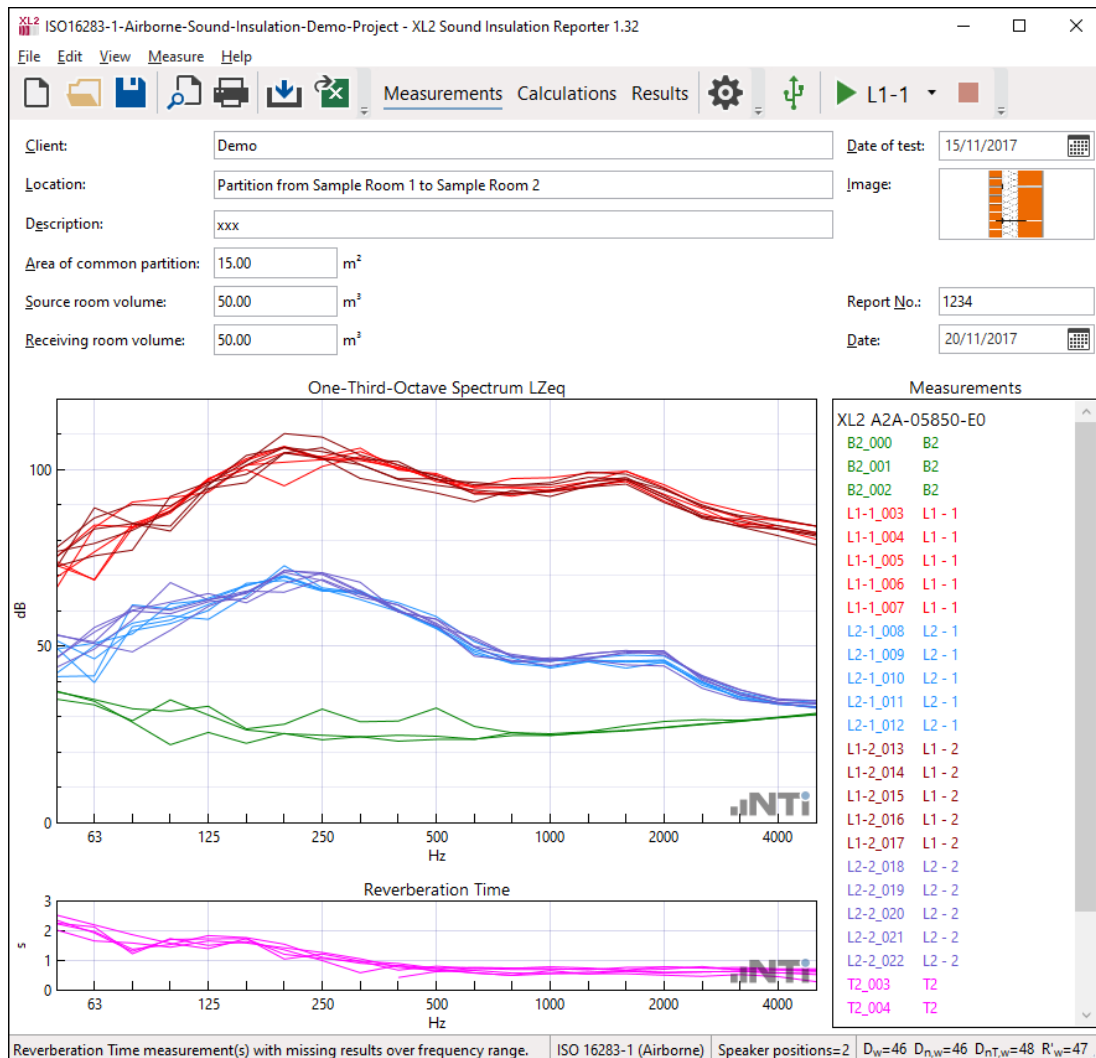 XL2 ISO16283-1-Airborne-Sound-Insulation-Demo-Project - XL2 Sound Insulation Reporter 1.32
File Edit View Measure Help
Measurements Calculations Results L1-1
Client: Demo Date of test: 15/11/2017
Location: Partition from Sample Room 1 to Sample Room 2 Image:
Description: xxx
Area of common partition: 15.00 m²
Source room volume: 50.00 m³ Report No.: 1234
Receiving room volume: 50.00 m³ Date: 20/11/2017
One-Third-Octave Spectrum LZeq
100
50
0
dB
63 125 250 500 1000 2000 4000
Hz
NTi
Reverberation Time
3
2
1
0
s
63 125 250 500 1000 2000 4000
Hz
NTi
Measurements
XL2 A2A-05850-E0
B2_000 B2
B2_001 B2
B2_002 B2
L1-1_003 L1 - 1
L1-1_004 L1 - 1
L1-1_005 L1 - 1
L1-1_006 L1 - 1
L1-1_007 L1 - 1
L2-1_008 L2 - 1
L2-1_009 L2 - 1
L2-1_010 L2 - 1
L2-1_011 L2 - 1
L2-1_012 L2 - 1
L1-2_013 L1 - 2
L1-2_014 L1 - 2
L1-2_015 L1 - 2
L1-2_016 L1 - 2
L1-2_017 L1 - 2
L2-2_018 L2 - 2
L2-2_019 L2 - 2
L2-2_020 L2 - 2
L2-2_021 L2 - 2
L2-2_022 L2 - 2
T2_003 T2
T2_004 T2
Reverberation Time measurement(s) with missing results over frequency range. ISO 16283-1 (Airborne) Speaker positions=2 Dw=46 Dn,w=46 DnT,w=48 R'w=47